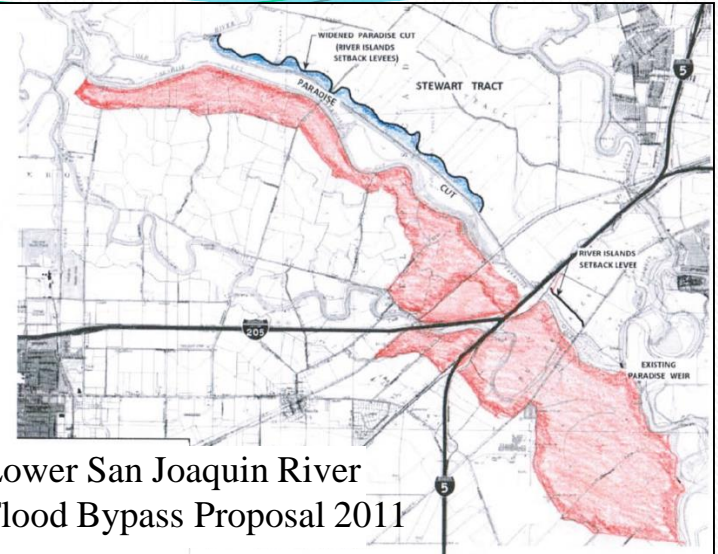 WIDENED PARADISE CUT
(RIVER ISLANDS
SETBACK LEVEES)
STEWART TRACT
5
PARADISE
CUT
RIVER ISLANDS
SETBACK LEVEE
205
EXISTING
PARADISE WEIR
5
Lower San Joaquin River
Flood Bypass Proposal 2011